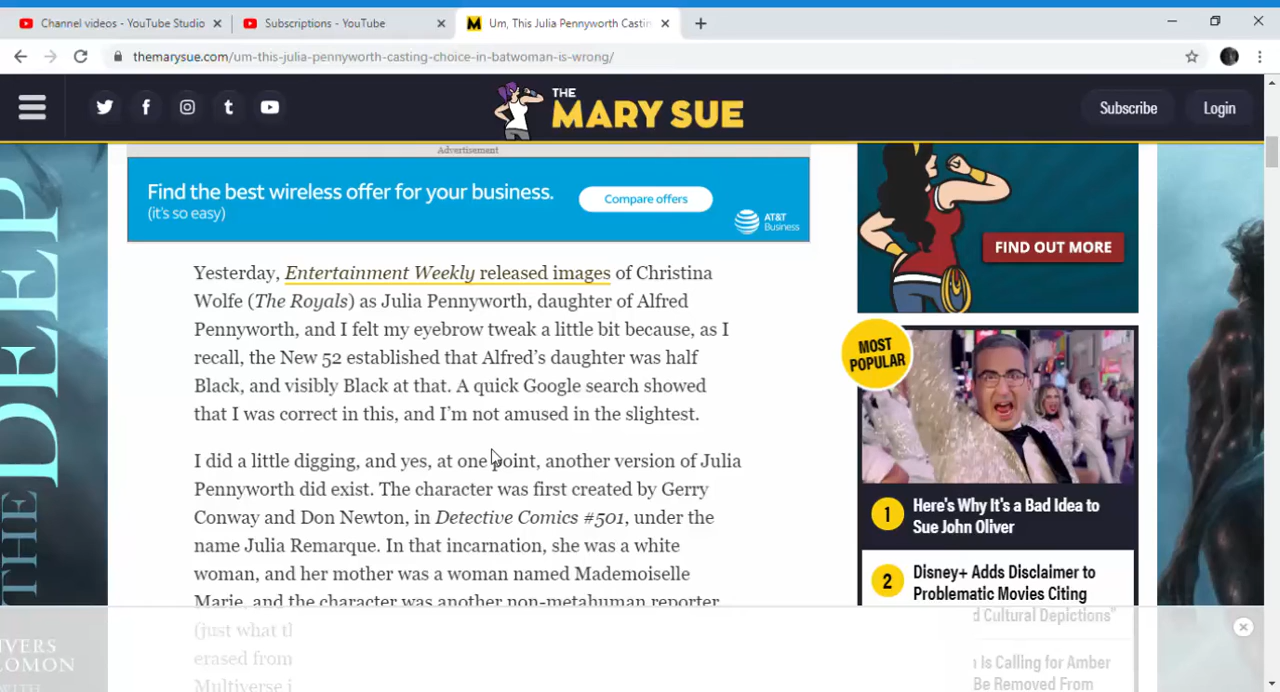 Channel videos - YouTube Studio
Subscriptions - YouTube
Um, This Julia Pennyworth Castin
themarysue.com/um-this-julia-pennyworth-casting-choice-in-batwoman-is-wrong/
THE
MARY SUE
Subscribe
Login
Advertisement
Find the best wireless offer for your business.
(it's so easy)
Compare offers
AT&T
Business
Yesterday, Entertainment Weekly released images of Christina
Wolfe (The Royals) as Julia Pennyworth, daughter of Alfred
Pennyworth, and I felt my eyebrow tweak a little bit because, as I
recall, the New 52 established that Alfred's daughter was half
Black, and visibly Black at that. A quick Google search showed
that I was correct in this, and I'm not amused in the slightest.
I did a little digging, and yes, at one point, another version of Julia
Pennyworth did exist. The character was first created by Gerry
Conway and Don Newton, in Detective Comics #501, under the
name Julia Remarque. In that incarnation, she was a white
woman, and her mother was a woman named Mademoiselle
Marie, and the character was another non-metahuman reporter
(just what th
erased from
Multiverse i
FIND OUT MORE
MOST
POPULAR
1
Here's Why It's a Bad Idea to
Sue John Oliver
2
Disney+ Adds Disclaimer to
Problematic Movies Citing
d Cultural Depictions"
Is Calling for Amber
Be Removed From
THE
DEEP
IVERS
OLOMON